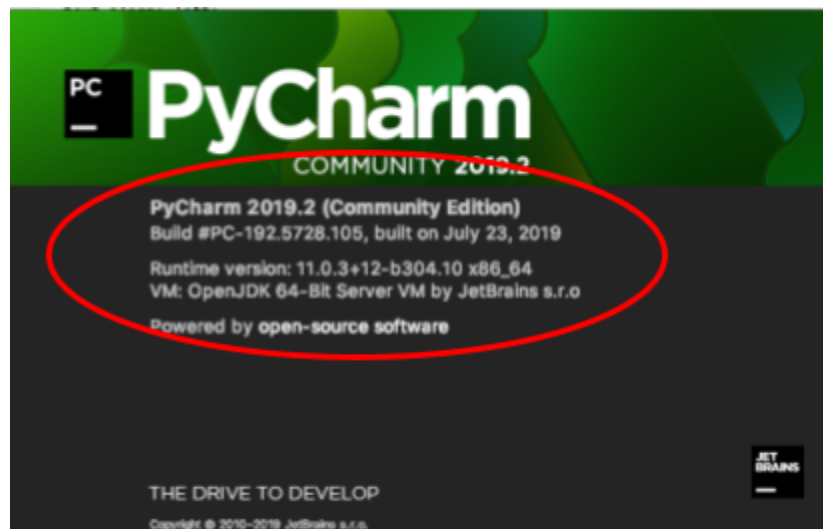 PC
PyCharm
COMMUNITY 2019.2
PyCharm 2019.2 (Community Edition)
Build #PC-192.5728.105, built on July 23, 2019
Runtime version: 11.0.3+12-b304.10 x86_64
VM: OpenJDK 64-Bit Server VM by JetBrains s.r.o
Powered by open-source software
JET
BRAINS
THE DRIVE TO DEVELOP
Copyright © 2010–2019 JetBrains s.r.o.